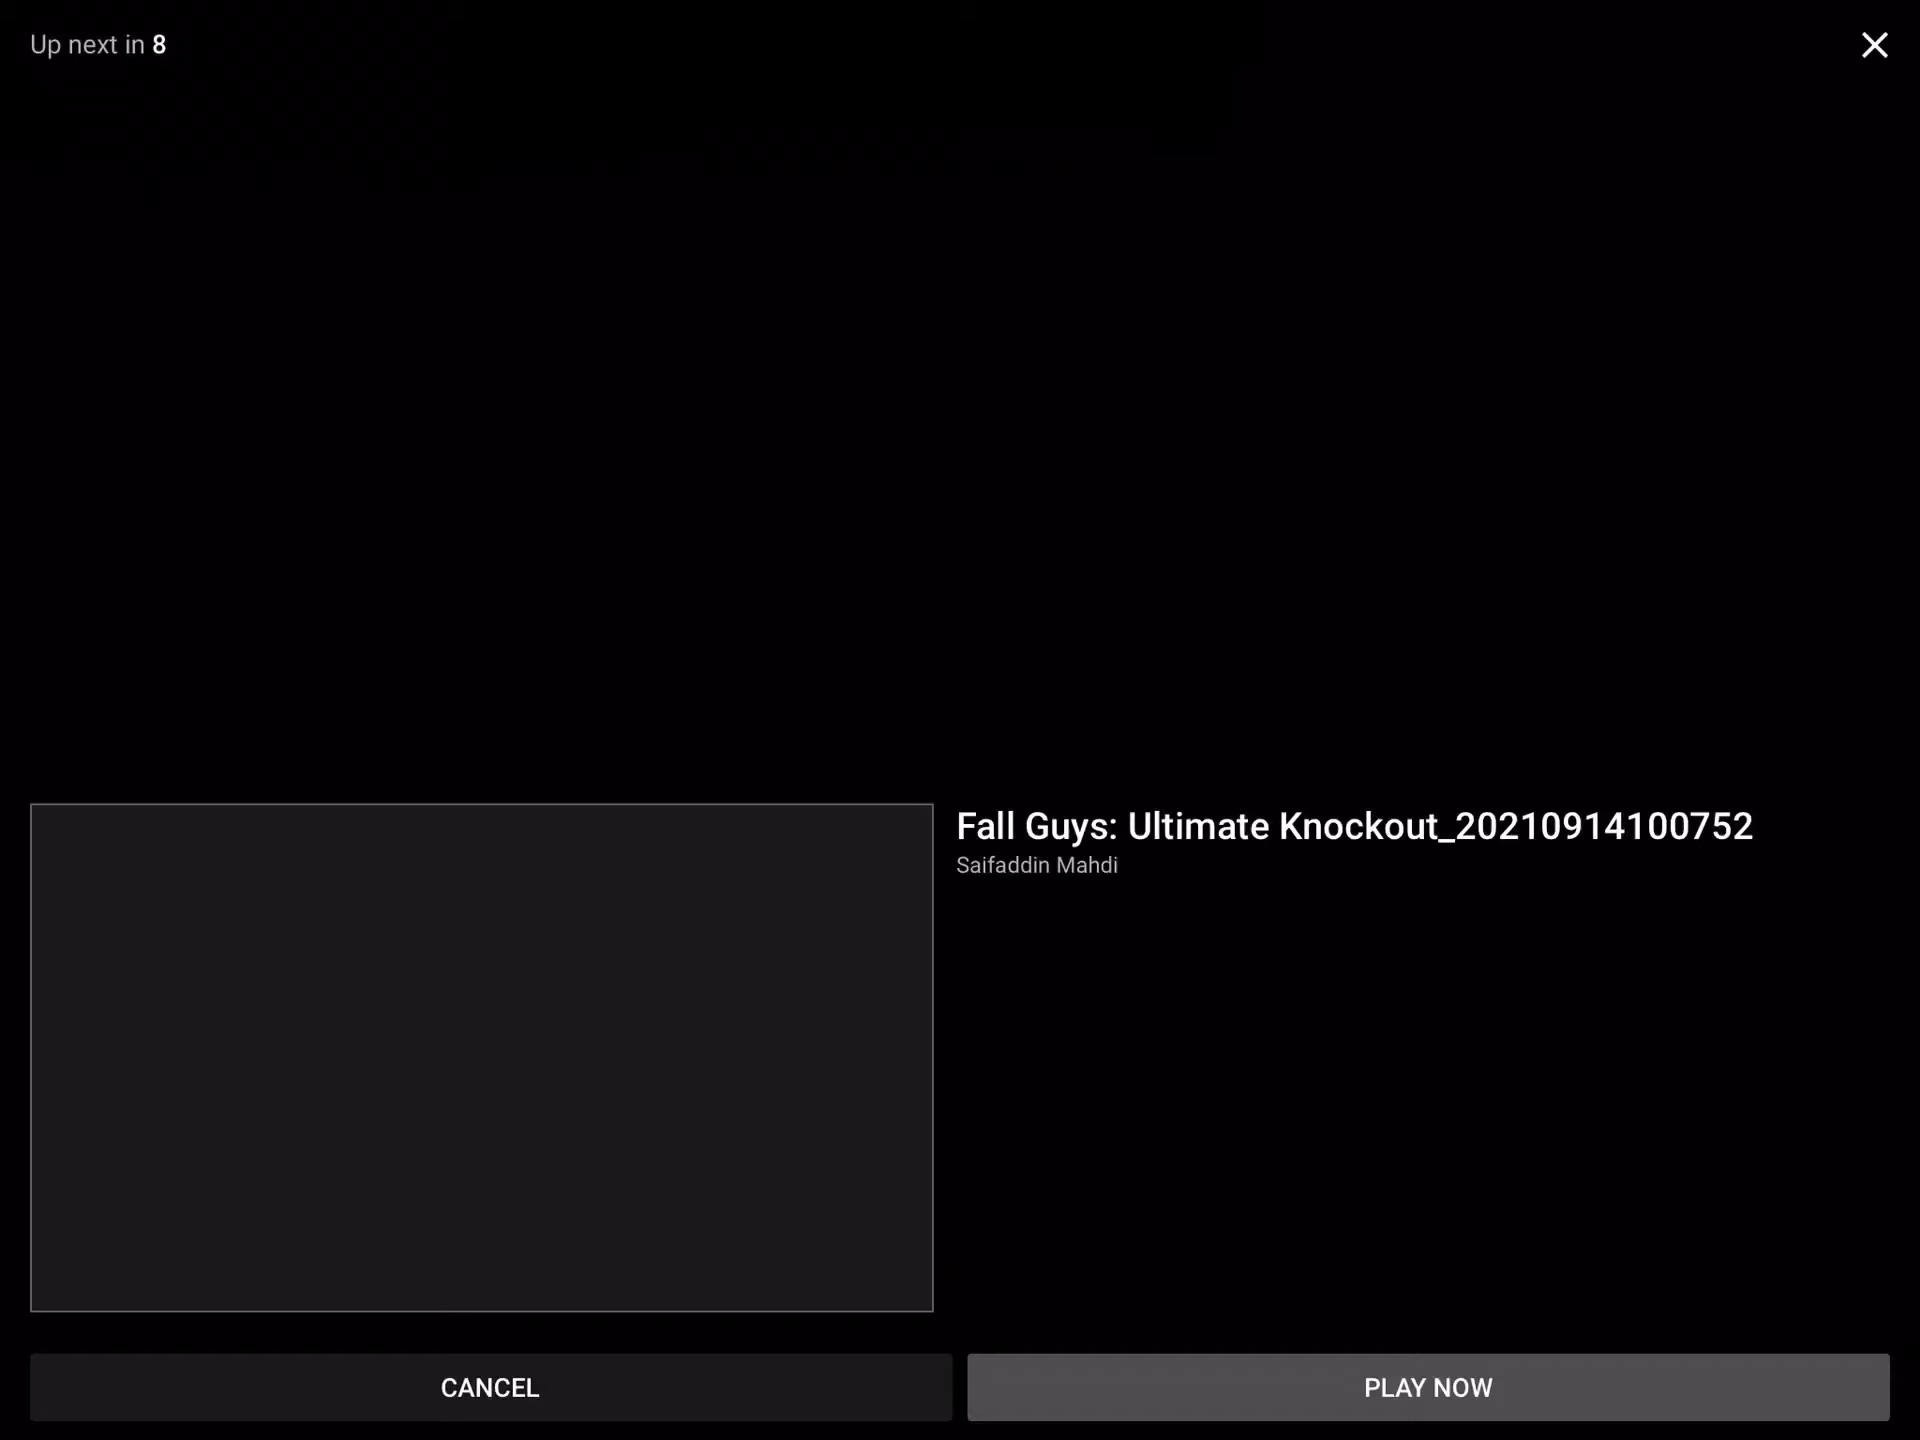 Up next in 8
Fall Guys: Ultimate Knockout_20210914100752
Saifaddin Mahdi
CANCEL
PLAY NOW